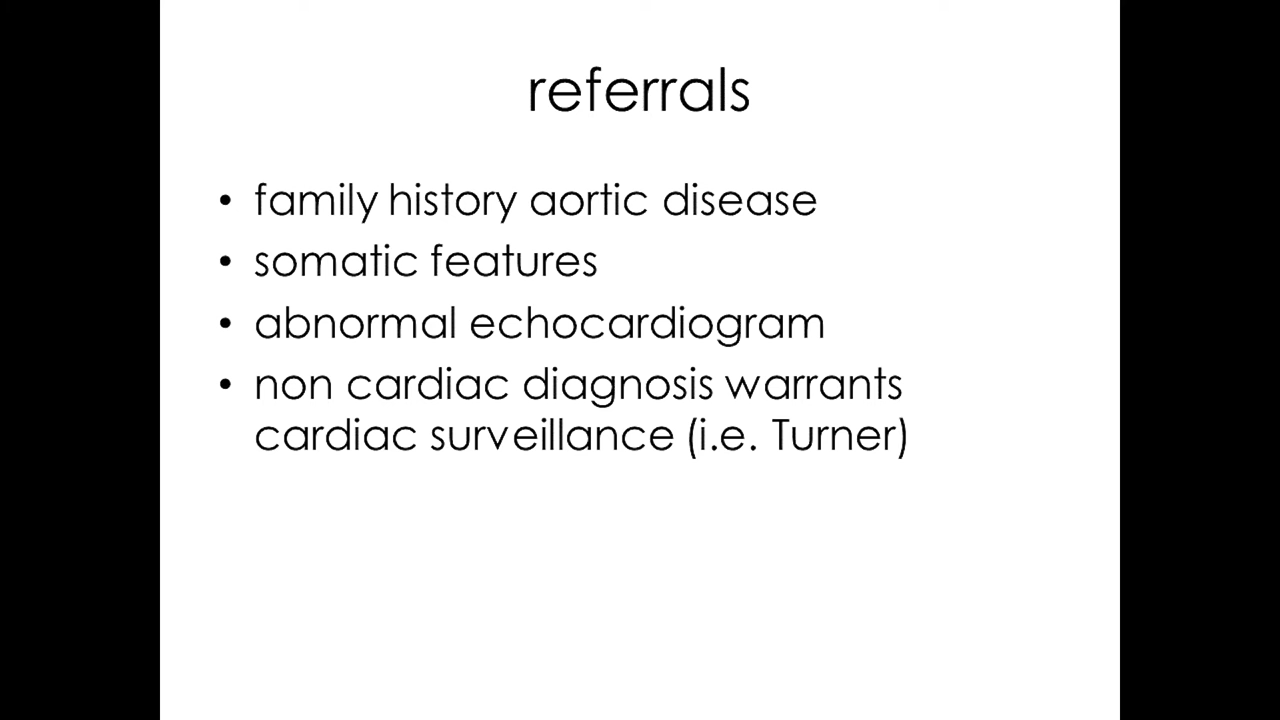 referrals
• family history aortic disease
• somatic features
• abnormal echocardiogram
• non cardiac diagnosis warrants
cardiac surveillance (i.e. Turner)